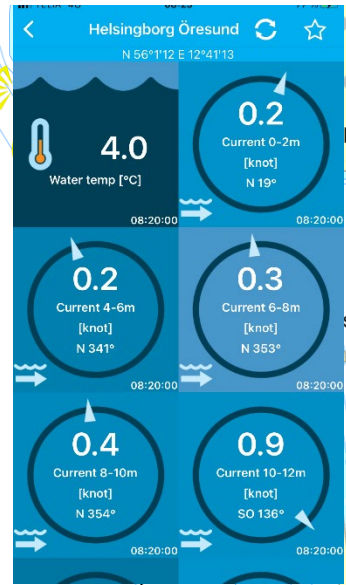 Helsingborg Öresund
N 56°1'12 E 12°41'13
4.0
Water temp [°C]
08:20:00
0.2
Current 0-2m
[knot]
N 19°
08:20:00
0.2
Current 4-6m
[knot]
N 341°
08:20:00
0.3
Current 6-8m
[knot]
N 353°
08:20:00
0.4
Current 8-10m
[knot]
N 354°
08:20:00
0.9
Current 10-12m
[knot]
SO 136°
08:20:00